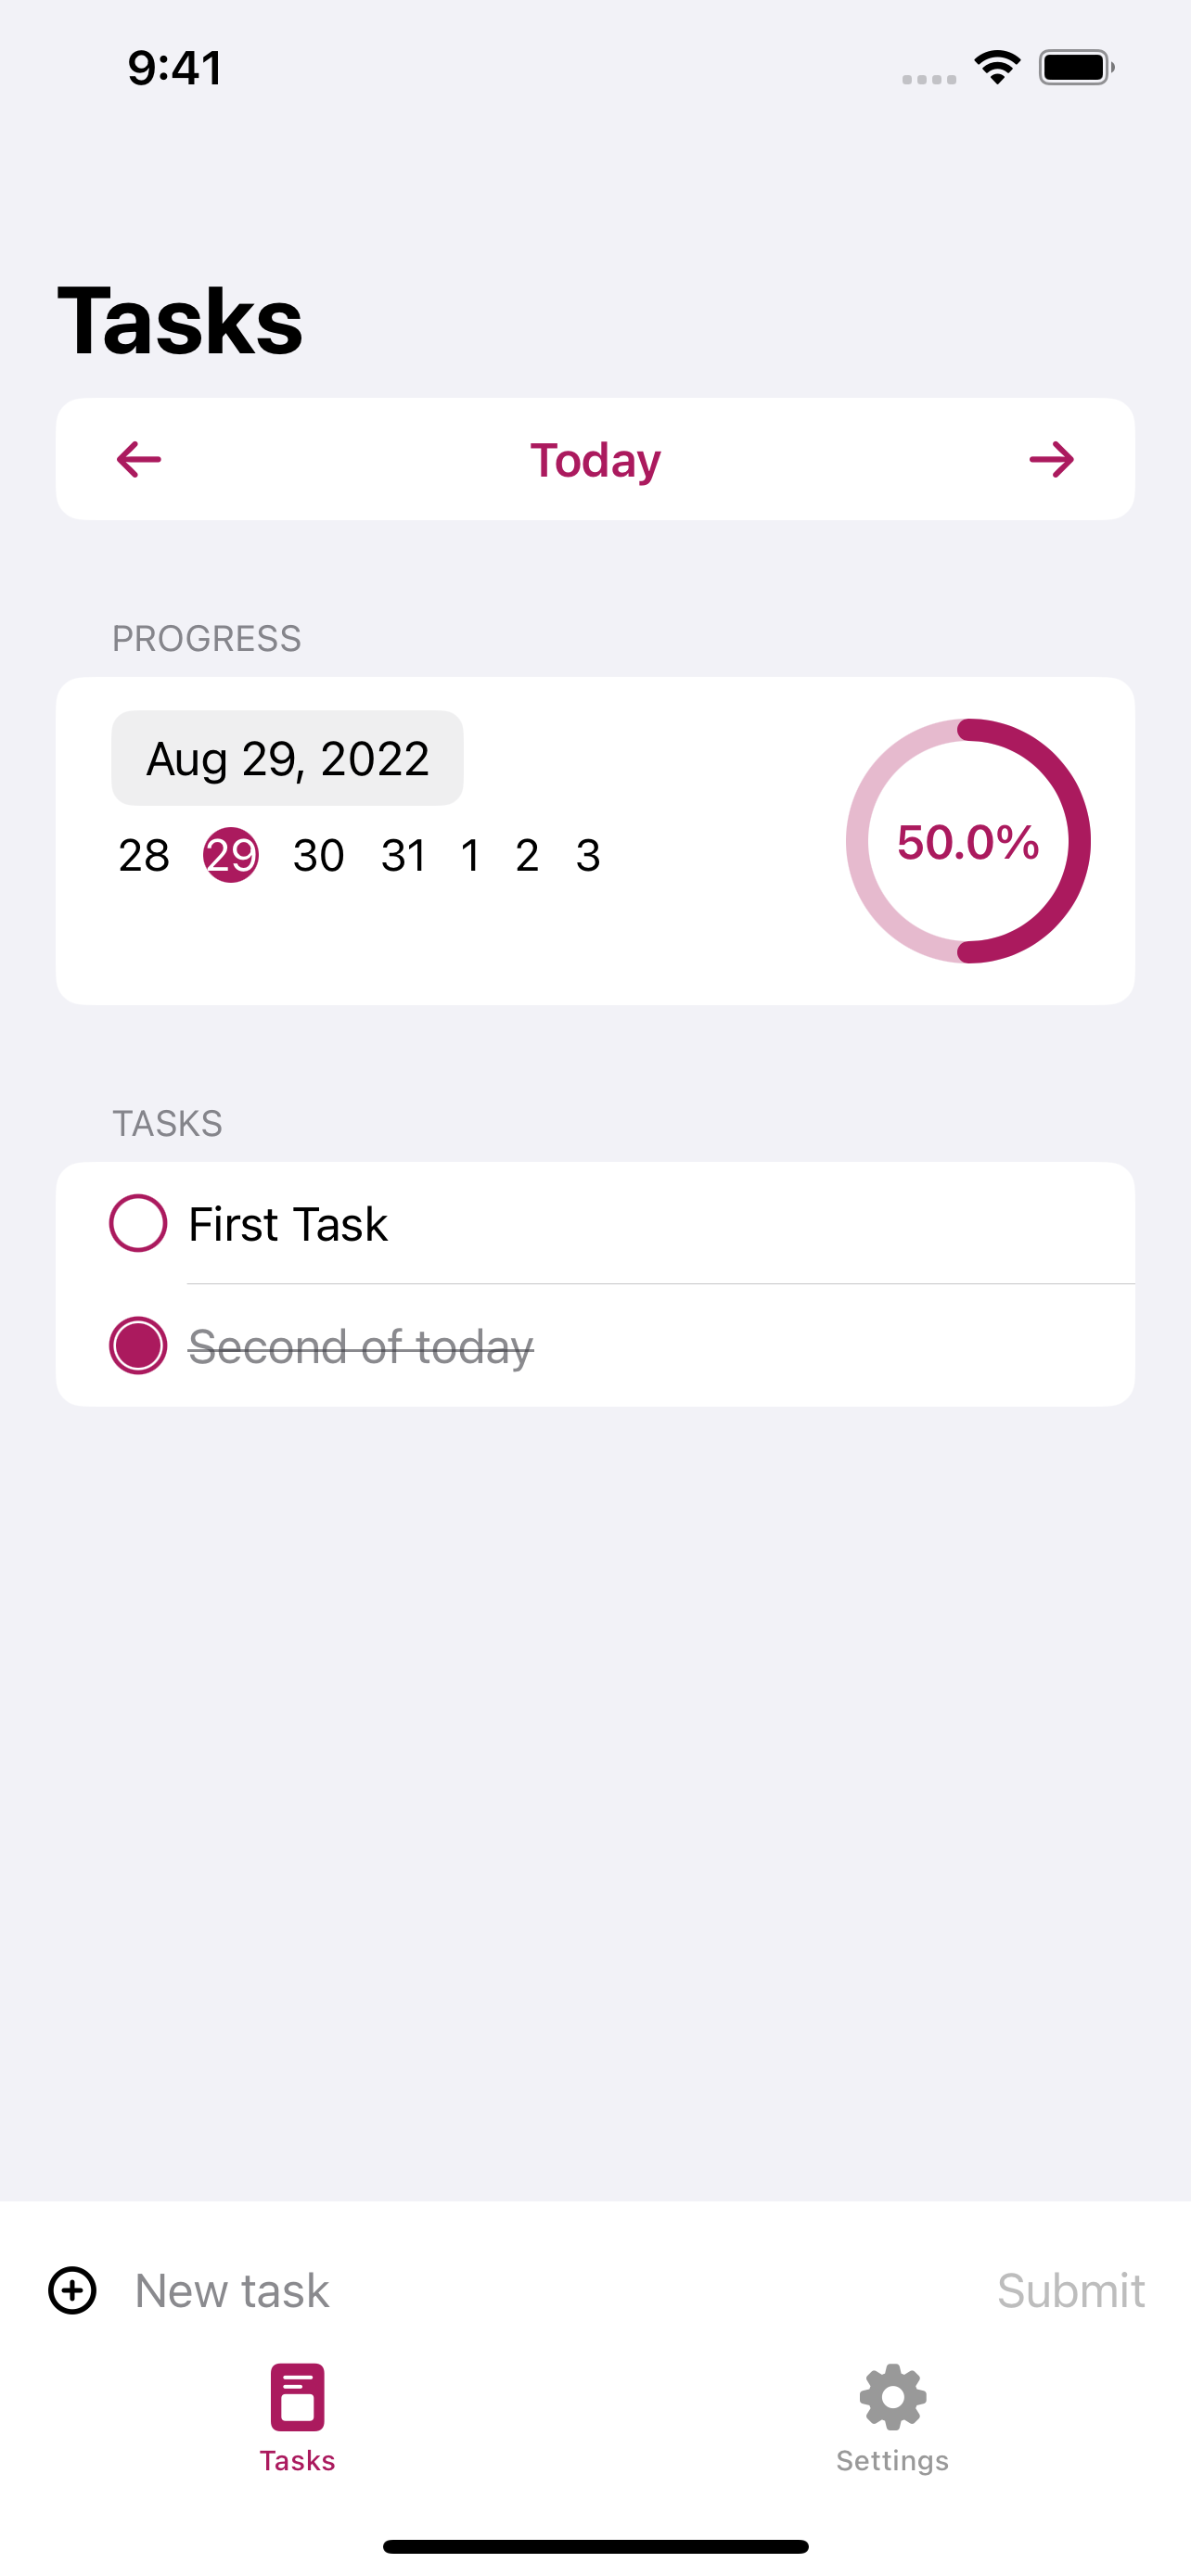 9:41
Tasks
Today
PROGRESS
Aug 29, 2022
28 29 30 31 1 2 3
50.0%
TASKS
First Task
Second of today
New task Submit
Tasks Settings